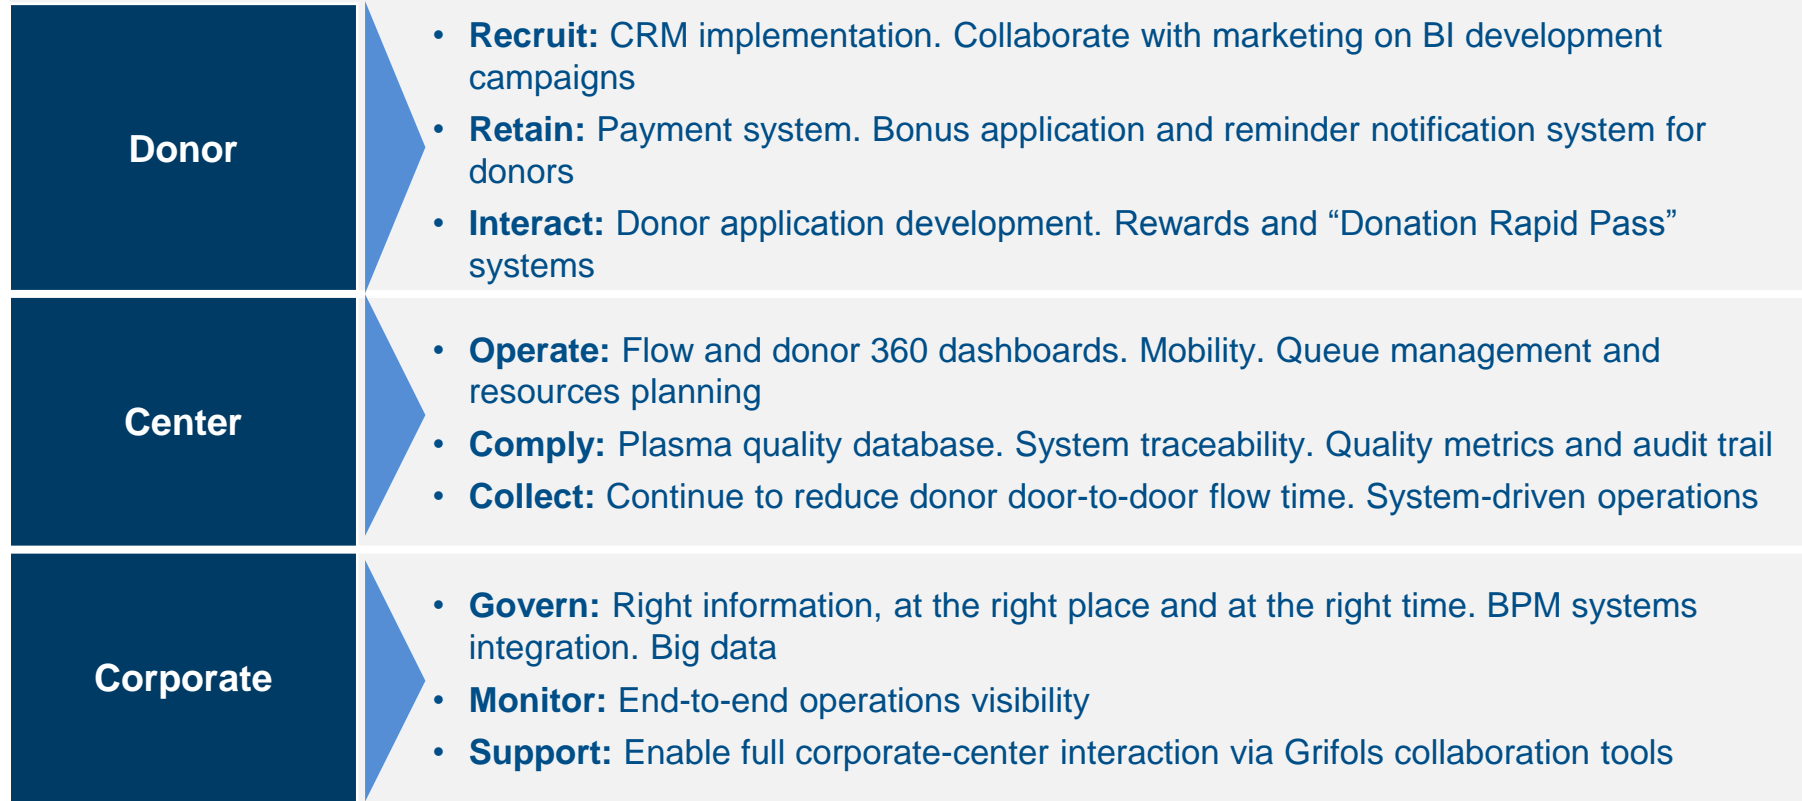 Donor
• Recruit: CRM implementation. Collaborate with marketing on BI development
campaigns
• Retain: Payment system. Bonus application and reminder notification system for
donors
• Interact: Donor application development. Rewards and “Donation Rapid Pass”
systems
Center
• Operate: Flow and donor 360 dashboards. Mobility. Queue management and
resources planning
• Comply: Plasma quality database. System traceability. Quality metrics and audit trail
• Collect: Continue to reduce donor door-to-door flow time. System-driven operations
Corporate
• Govern: Right information, at the right place and at the right time. BPM systems
integration. Big data
• Monitor: End-to-end operations visibility
• Support: Enable full corporate-center interaction via Grifols collaboration tools